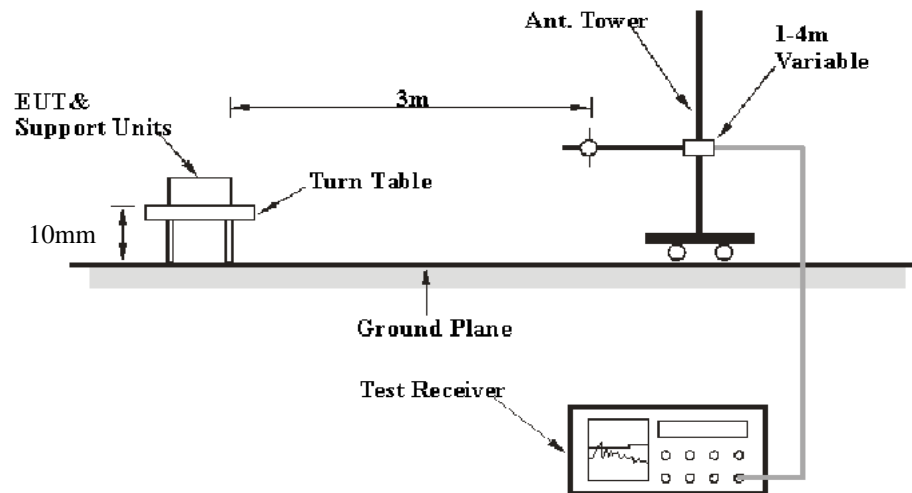 Ant. Tower
1-4m
Variable
EUT&
Support Units
3m
Turn Table
10mm
Ground Plane
Test Receiver